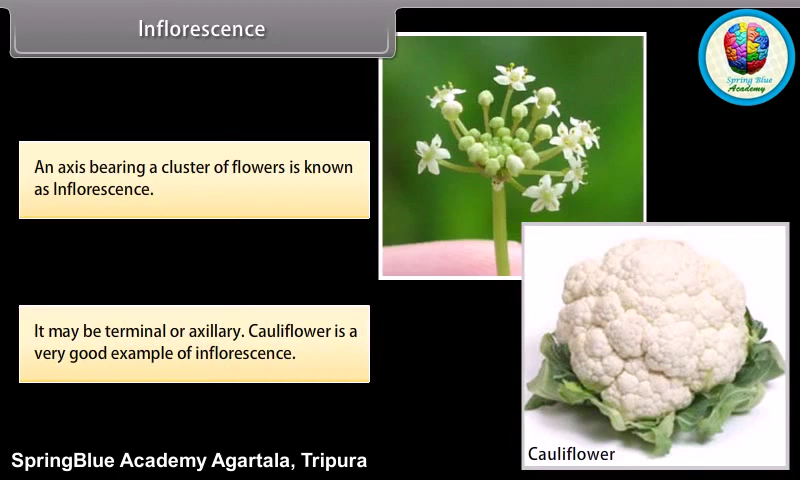 Inflorescence
Spring Blue
Academy
An axis bearing a cluster of flowers is known
as Inflorescence.
It may be terminal or axillary. Cauliflower is a
very good example of inflorescence.
Cauliflower
SpringBlue Academy Agartala, Tripura